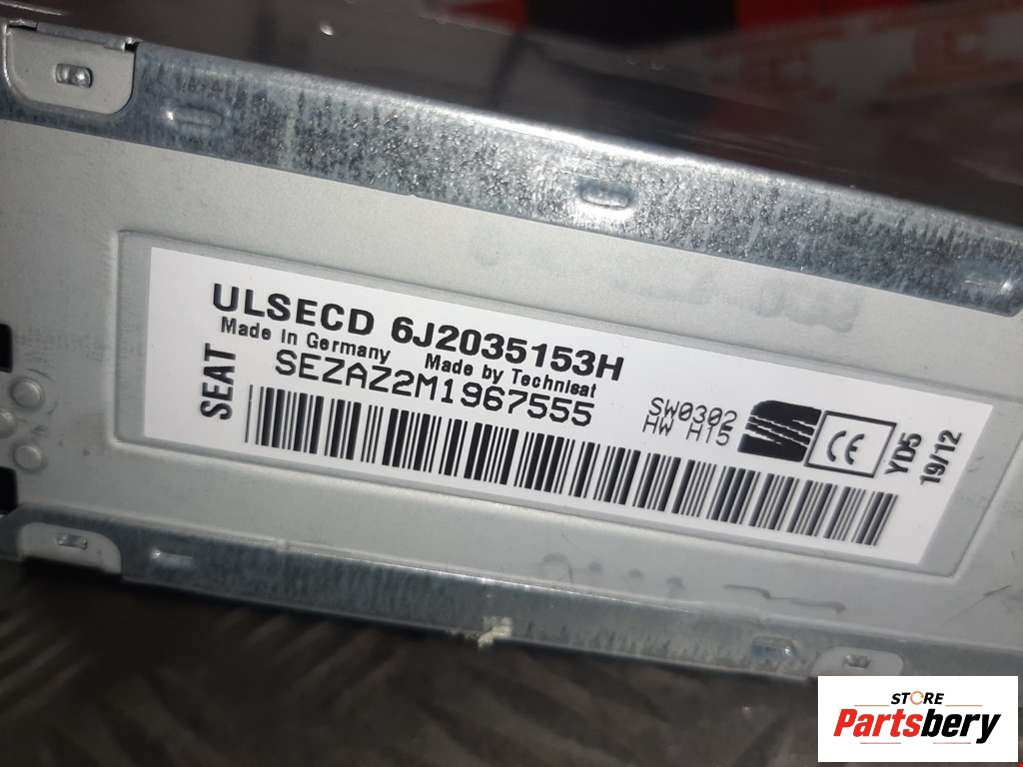 ULSECD 6J2035153H
Made in Germany Made by Technisat
SEAT
SEZAZ2M1967555
SW0302
HW H15
CE
YD5
19/12
STORE
Partsbery